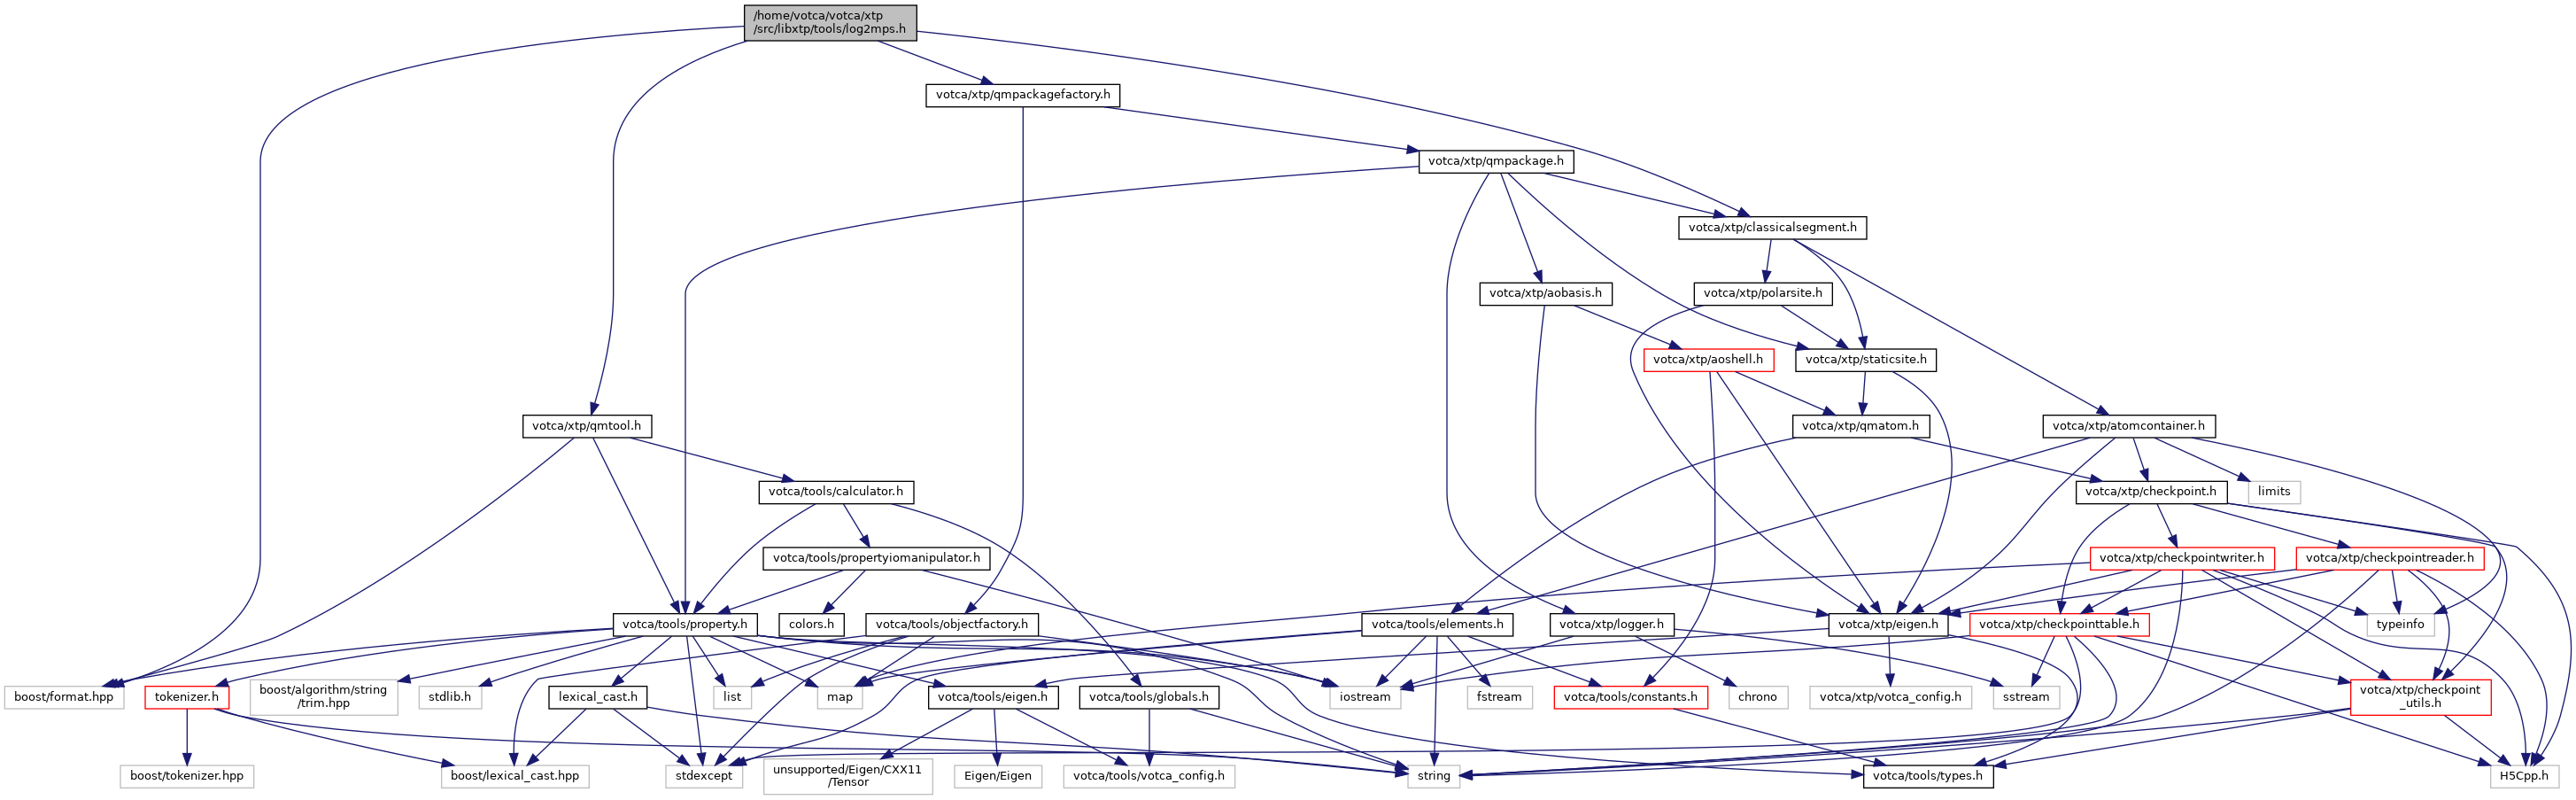 /home/votca/votca/xtp
/src/libxtp/tools/log2mps.h
votca/xtp/qmpackagefactory.h
votca/xtp/qmpackage.h
votca/xtp/classicalsegment.h
votca/xtp/aobasis.h
votca/xtp/polarsite.h
votca/xtp/aoshell.h
votca/xtp/staticsite.h
votca/xtp/qmtool.h
votca/xtp/qmatom.h
votca/xtp/atomcontainer.h
votca/tools/calculator.h
votca/xtp/checkpoint.h
limits
votca/tools/propertyiomanipulator.h
votca/xtp/checkpointwriter.h
votca/xtp/checkpointreader.h
votca/tools/property.h
colors.h
votca/tools/objectfactory.h
votca/tools/elements.h
votca/xtp/logger.h
votca/xtp/eigen.h
votca/xtp/checkpointtable.h
typeinfo
boost/format.hpp
tokenizer.h
boost/algorithm/string
/trim.hpp
stdlib.h
lexical_cast.h
list
map
votca/tools/eigen.h
votca/tools/globals.h
iostream
fstream
votca/tools/constants.h
chrono
votca/xtp/votca_config.h
sstream
votca/xtp/checkpoint
_utils.h
boost/tokenizer.hpp
boost/lexical_cast.hpp
stdexcept
unsupported/Eigen/CXX11
/Tensor
Eigen/Eigen
votca/tools/votca_config.h
string
votca/tools/types.h
H5Cpp.h